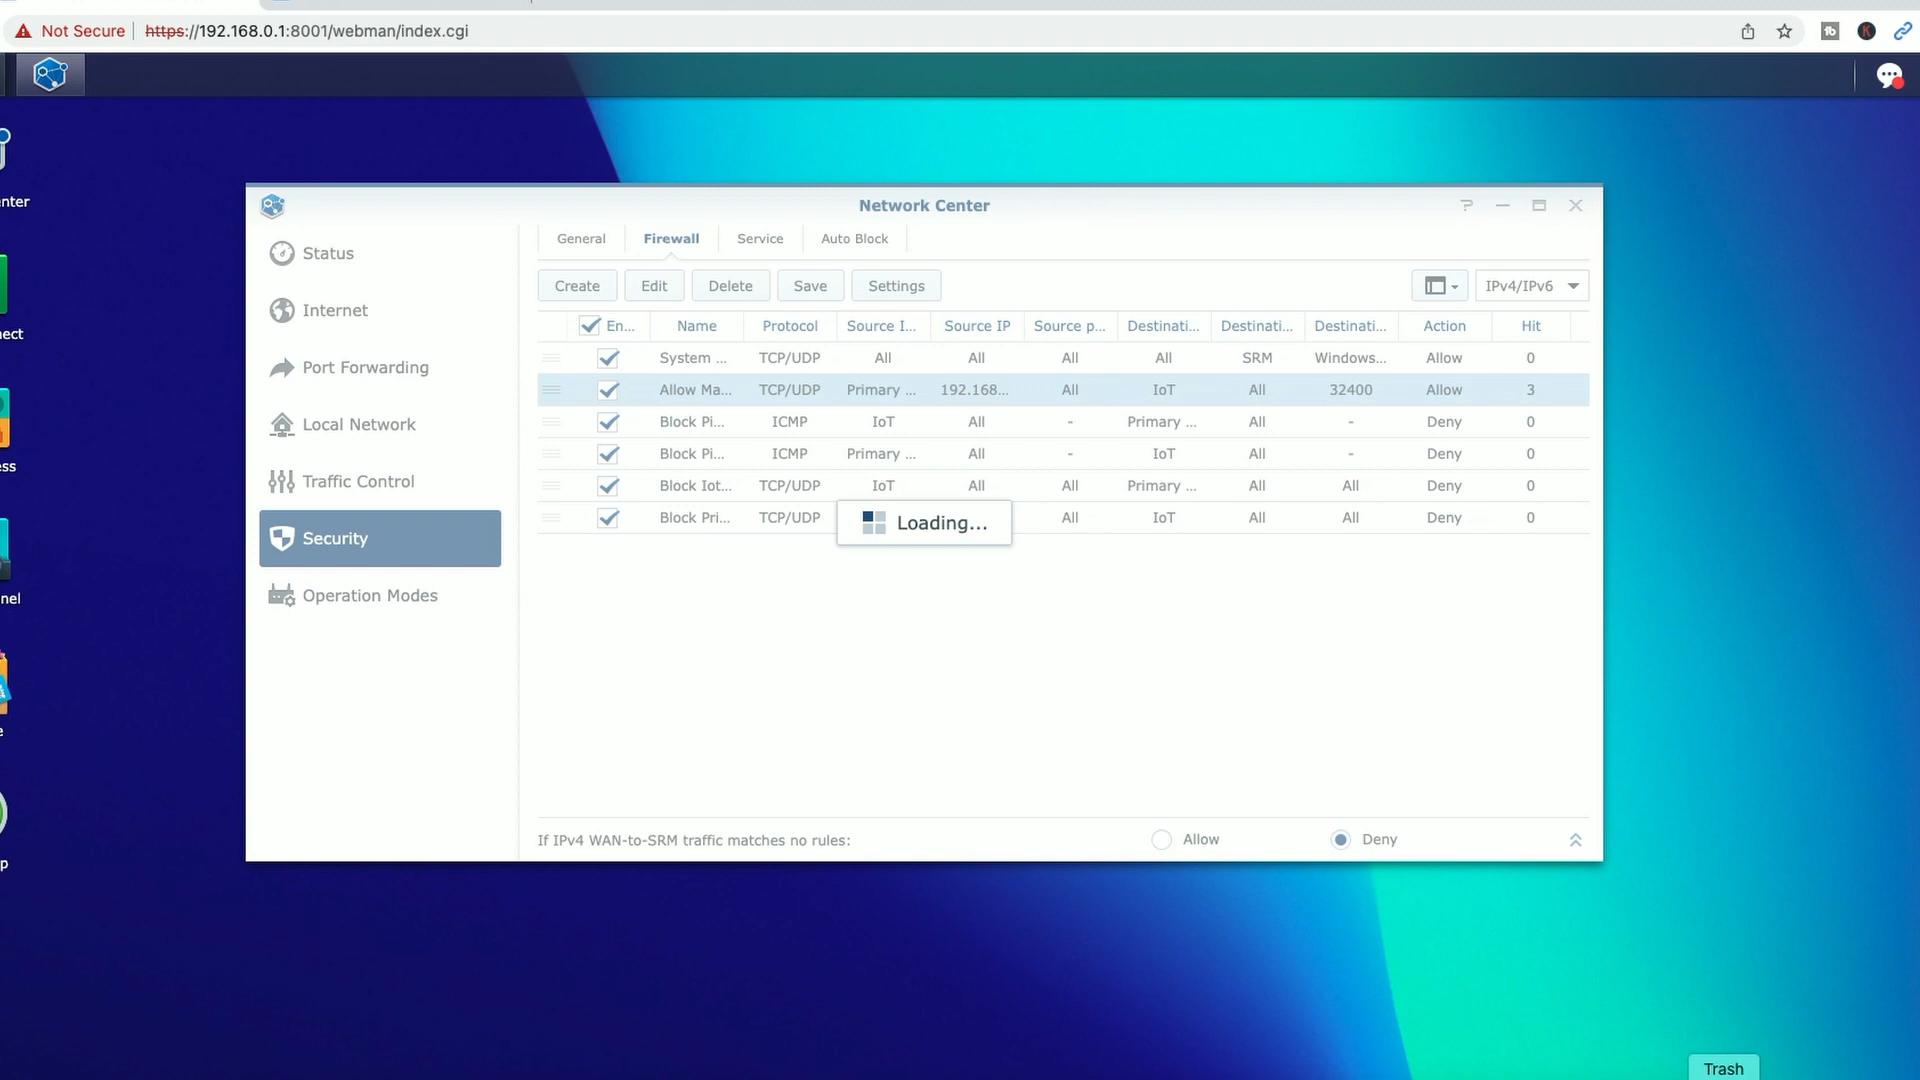 Not Secure https://192.168.0.1:8001/webman/index.cgi
Network Center
General Firewall Service Auto Block
Create Edit Delete Save Settings IPv4/IPv6
En... Name Protocol Source I... Source IP Source p... Destinati... Destinati... Destinati... Action Hit
System ... TCP/UDP All All All All SRM Windows... Allow 0
Allow Ma... TCP/UDP Primary ... 192.168... All IoT All 32400 Allow 3
Block Pi... ICMP IoT All - Primary ... All - Deny 0
Block Pi... ICMP Primary ... All - IoT All - Deny 0
Block Iot... TCP/UDP IoT All All Primary ... All All Deny 0
Block Pri... TCP/UDP All IoT All All Deny 0
Loading...
Status
Internet
Port Forwarding
Local Network
Traffic Control
Security
Operation Modes
If IPv4 WAN-to-SRM traffic matches no rules: Allow Deny
enter
nect
ess
nel
e
p
Trash